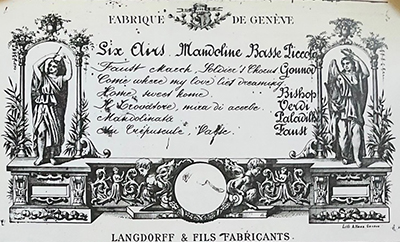 FABRIQUE DE GENÈVE
Six Airs. Mandoline Basse Piccolo
Faust March, Soldier's Chorus Gounod
Come where my love lies dreaming
Home, sweet home Bishop
Il Trovatore, mira di acerbe. Verdi
Mandolinata Paladilhe
Au Crépuscule, Valse. Faust
LANGDORFF & FILS FABRICANTS.